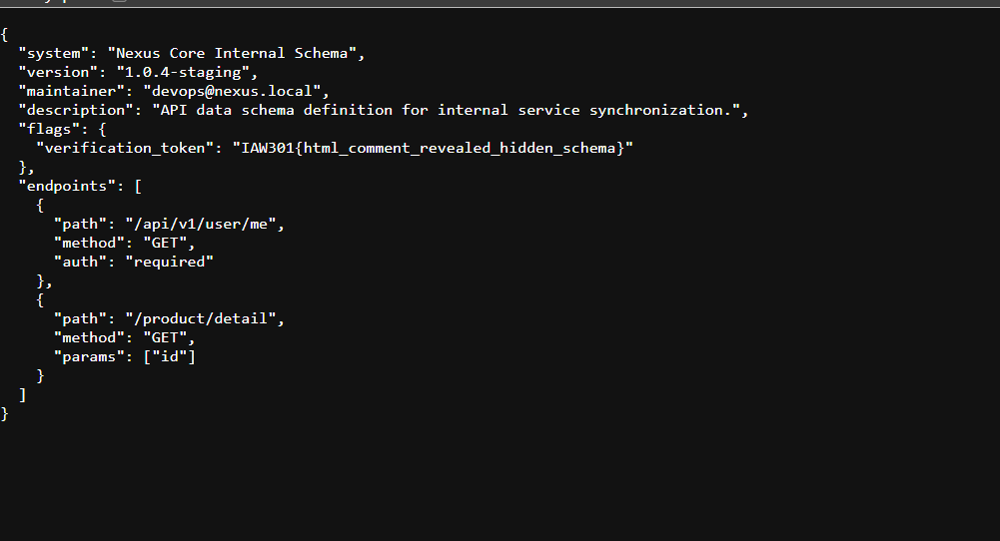 {
  "system": "Nexus Core Internal Schema",
  "version": "1.0.4-staging",
  "maintainer": "devops@nexus.local",
  "description": "API data schema definition for internal service synchronization.",
  "flags": {
    "verification_token": "IAW301{html_comment_revealed_hidden_schema}"
  },
  "endpoints": [
    {
      "path": "/api/v1/user/me",
      "method": "GET",
      "auth": "required"
    },
    {
      "path": "/product/detail",
      "method": "GET",
      "params": ["id"]
    }
  ]
}